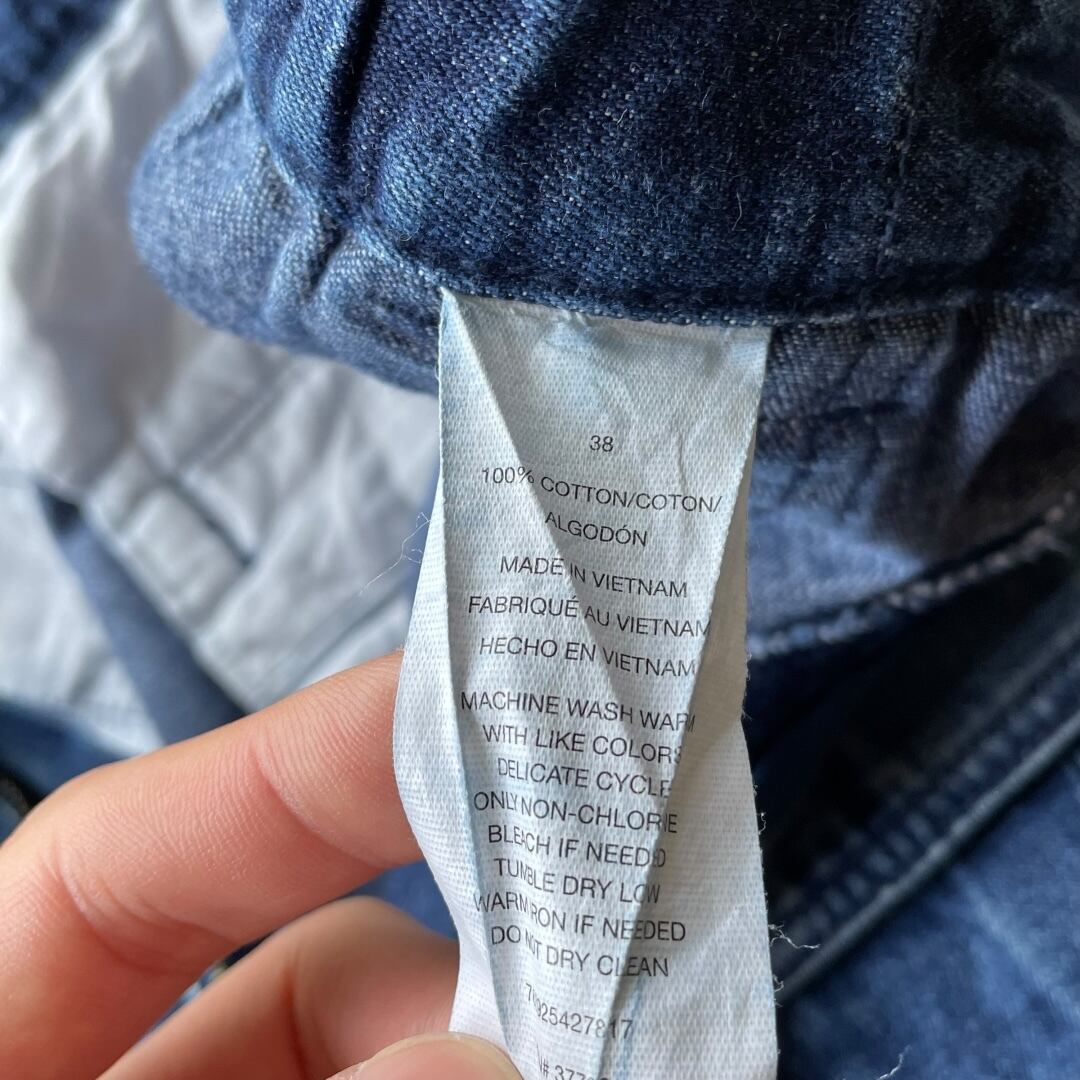 38
100% COTTON/COTON/
ALGODÓN
MADE IN VIETNAM
FABRIQUÉ AU VIETNAM
HECHO EN VIETNAM
MACHINE WASH WARM
WITH LIKE COLORS
DELICATE CYCLE
ONLY NON-CHLORINE
BLEACH IF NEEDED
TUMBLE DRY LOW
WARM IRON IF NEEDED
DO NOT DRY CLEAN